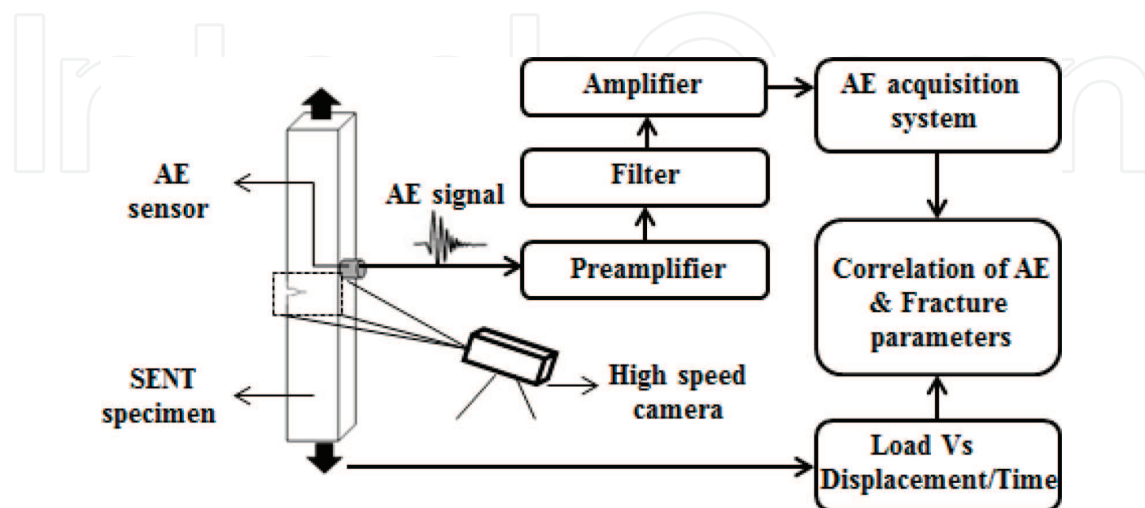 Amplifier
AE acquisition
system
AE
sensor
AE signal
Filter
Preamplifier
Correlation of AE
& Fracture
parameters
SENT
specimen
High speed
camera
Load Vs
Displacement/Time